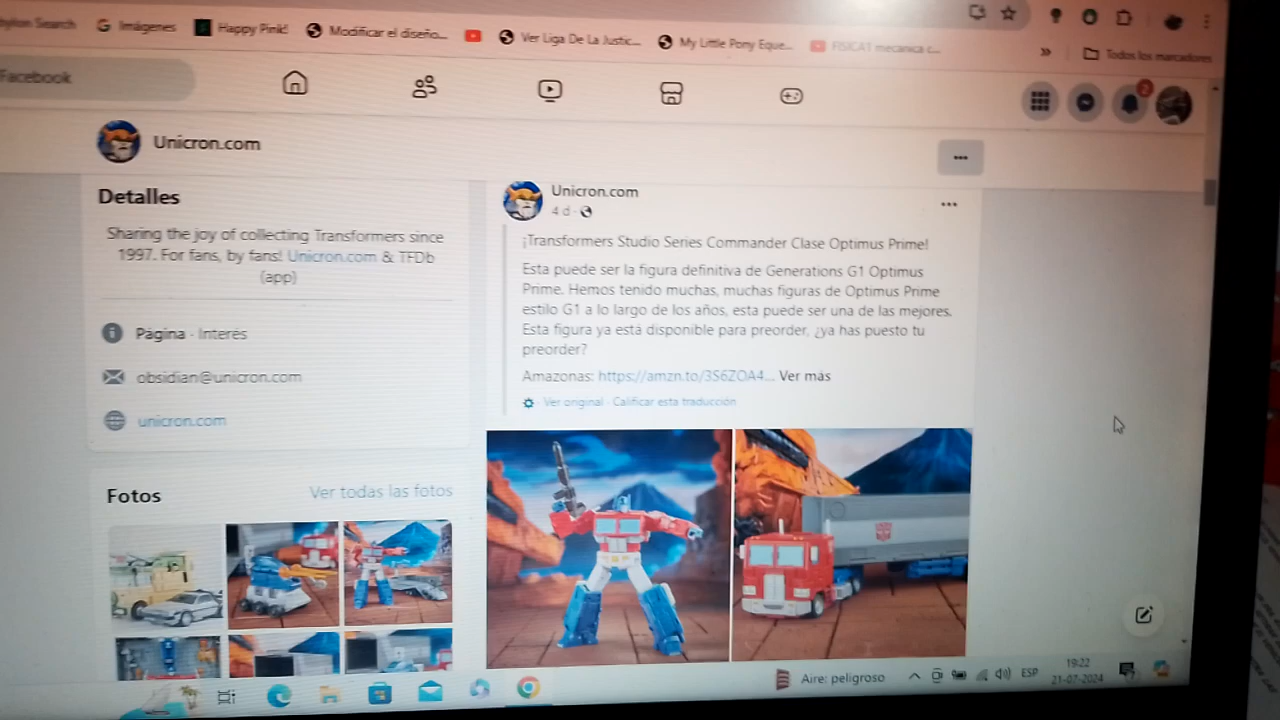 Search
Imágenes
Happy Pink!
Modificar el diseño...
Ver Liga De La Justic...
My Little Pony Eque...
FISICA1 mecanica c...
»
Todos los marcadores
Facebook
2
Unicron.com
Detalles
Sharing the joy of collecting Transformers since
1997. For fans, by fans! Unicron.com & TFDb
(app)
Página · Interés
obsidian@unicron.com
unicron.com
Fotos
Ver todas las fotos
Unicron.com
4 d ·
¡Transformers Studio Series Commander Clase Optimus Prime!
Esta puede ser la figura definitiva de Generations G1 Optimus
Prime. Hemos tenido muchas, muchas figuras de Optimus Prime
estilo G1 a lo largo de los años, esta puede ser una de las mejores.
Esta figura ya está disponible para preorder, ¿ya has puesto tu
preorder?
Amazonas: https://amzn.to/3S6ZOA4... Ver más
Ver original · Calificar esta traducción
Aire: peligroso
ESP
19:22
21-07-2024